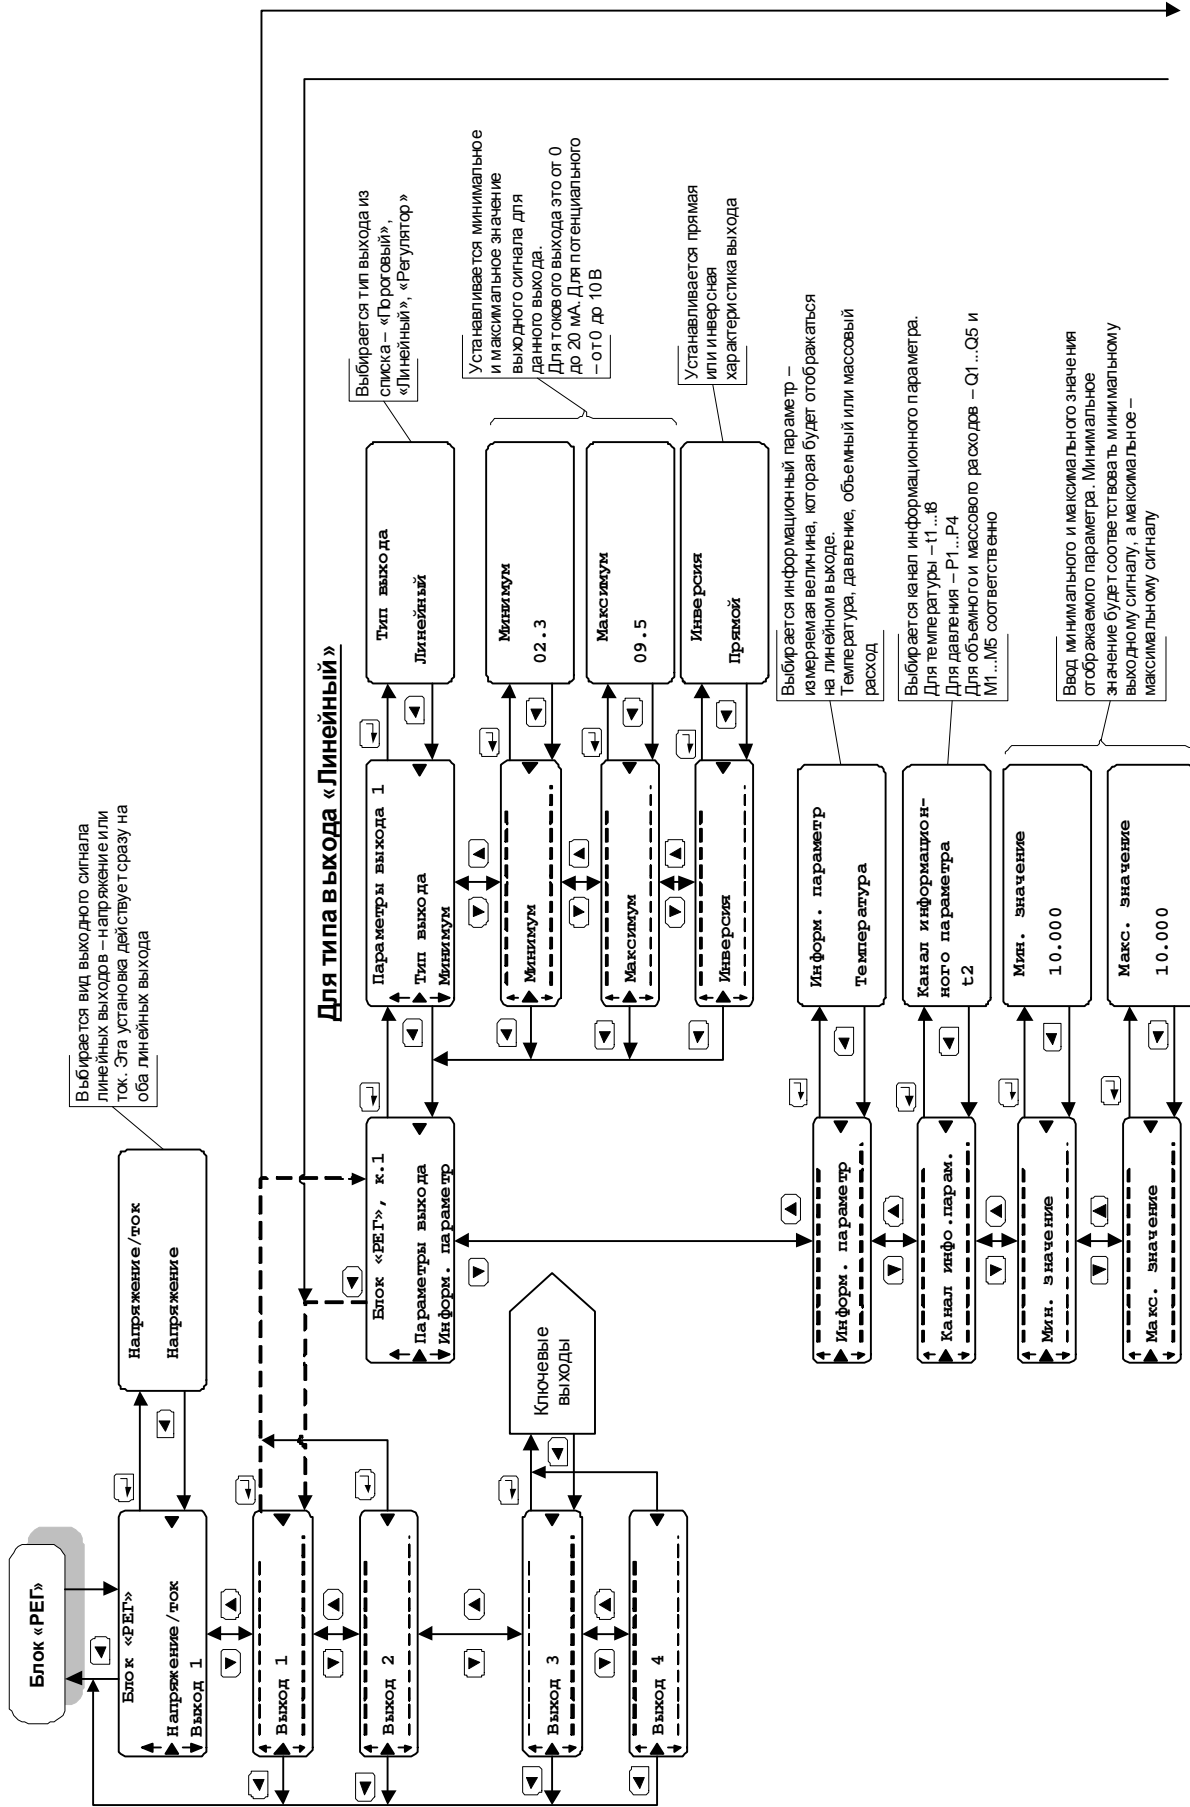 Блок «РЕГ»
Блок «РЕГ»
Напряжение/ток
Выход 1
Напряжение/ток
Напряжение
Выбирается вид выходного сигнала
линейных выходов – напряжение или
ток. Эта установка действует сразу на
оба линейных выхода
Выход 1
Выход 2
Выход 3
Выход 4
Ключевые
выходы
Для типа выхода «Линейный»
Блок «РЕГ», к.1
Параметры выхода
Информ. параметр
Параметры выхода 1
Тип выхода
Минимум
Тип выхода
Линейный
Выбирается тип выхода из
списка – «Пороговый»,
«Линейный», «Регулятор»
Минимум
Минимум
02.3
Устанавливается минимальное
и максимальное значение
выходного сигнала для
данного выхода.
Для токового выхода это от 0
до 20 мА. Для потенциального
– от 0 до 10 В
Максимум
Максимум
09.5
Инверсия
Инверсия
Прямой
Устанавливается прямая
или инверсная
характеристика выхода
Информ. параметр
Информ. параметр
Температура
Выбирается информационный параметр –
измеряемая величина, которая будет отображаться
на линейном выходе.
Температура, давление, объемный или массовый
расход
Канал инфо.парам.
Канал информацион-
ного параметра
t2
Выбирается канал информационного параметра.
Для температуры – t1...t8
Для давления – P1...P4
Для объемного и массового расходов – Q1...Q5 и
M1...M5 соответственно
Мин. значение
Мин. значение
10.000
Ввод минимального и максимального значения
отображаемого параметра. Минимальное
значение будет соответствовать минимальному
выходному сигналу, а максимальное –
максимальному сигналу
Макс. значение
Макс. значение
10.000